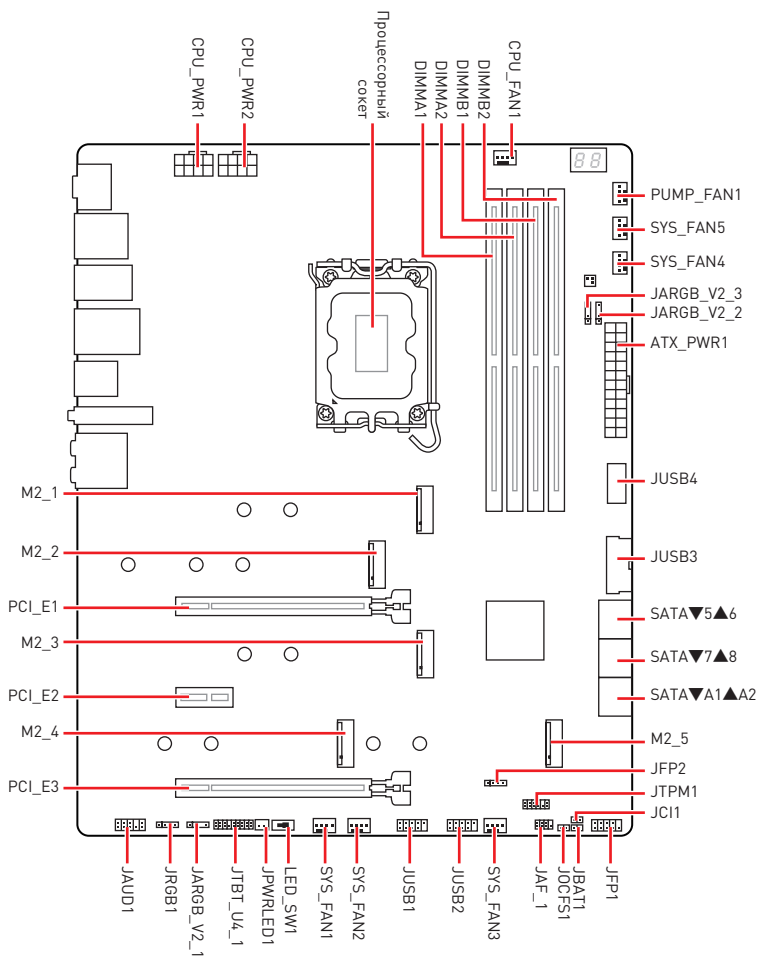 CPU_PWR1
CPU_PWR2
Процессорный
сокет
DIMMA1
DIMMA2
DIMMB1
DIMMB2
CPU_FAN1
88
PUMP_FAN1
SYS_FAN5
SYS_FAN4
JARGB_V2_3
JARGB_V2_2
ATX_PWR1
JUSB4
JUSB3
SATA▼5▲6
SATA▼7▲8
SATA▼A1▲A2
M2_5
JFP2
JTPM1
JCI1
M2_1
M2_2
PCI_E1
M2_3
PCI_E2
M2_4
PCI_E3
JAUD1
JRGB1
JARGB_V2_1
JTBT_U4_1
JPWRLED1
LED_SW1
SYS_FAN1
SYS_FAN2
JUSB1
JUSB2
SYS_FAN3
JAF_1
JOCFS1
JBAT1
JFP1